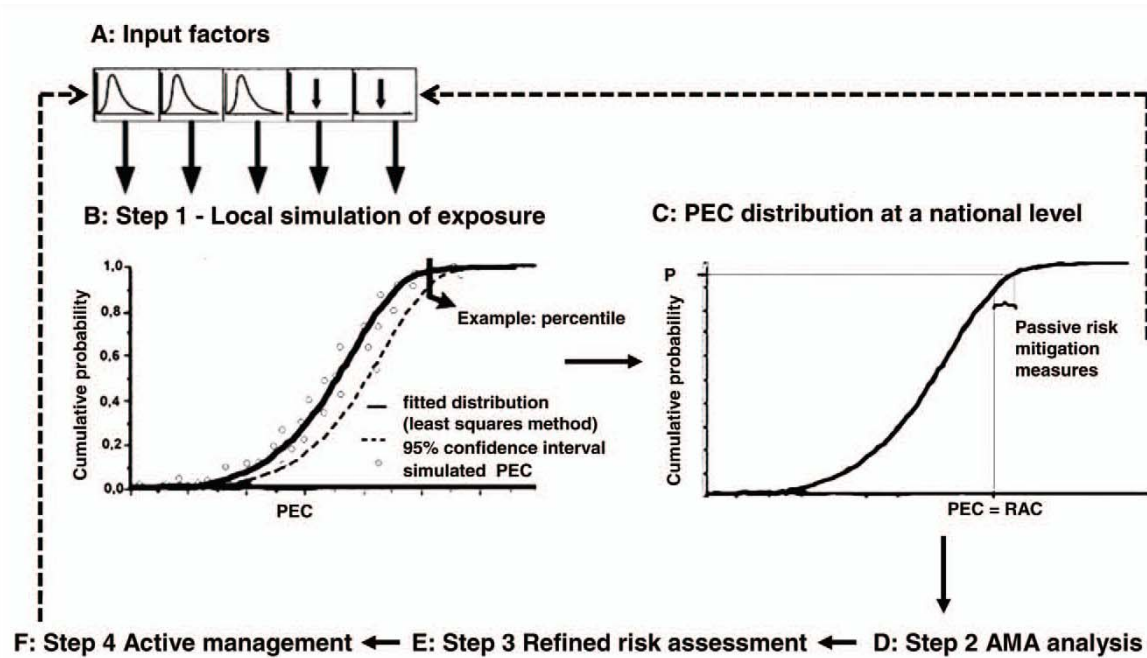 A: Input factors
B: Step 1 - Local simulation of exposure
Cumulative probability
1,0
0,8
0,6
0,4
0,2
0,0
Example: percentile
fitted distribution
(least squares method)
95% confidence interval
simulated PEC
PEC
C: PEC distribution at a national level
P
Cumulative probability
Passive risk
mitigation
measures
PEC = RAC
F: Step 4 Active management
E: Step 3 Refined risk assessment
D: Step 2 AMA analysis